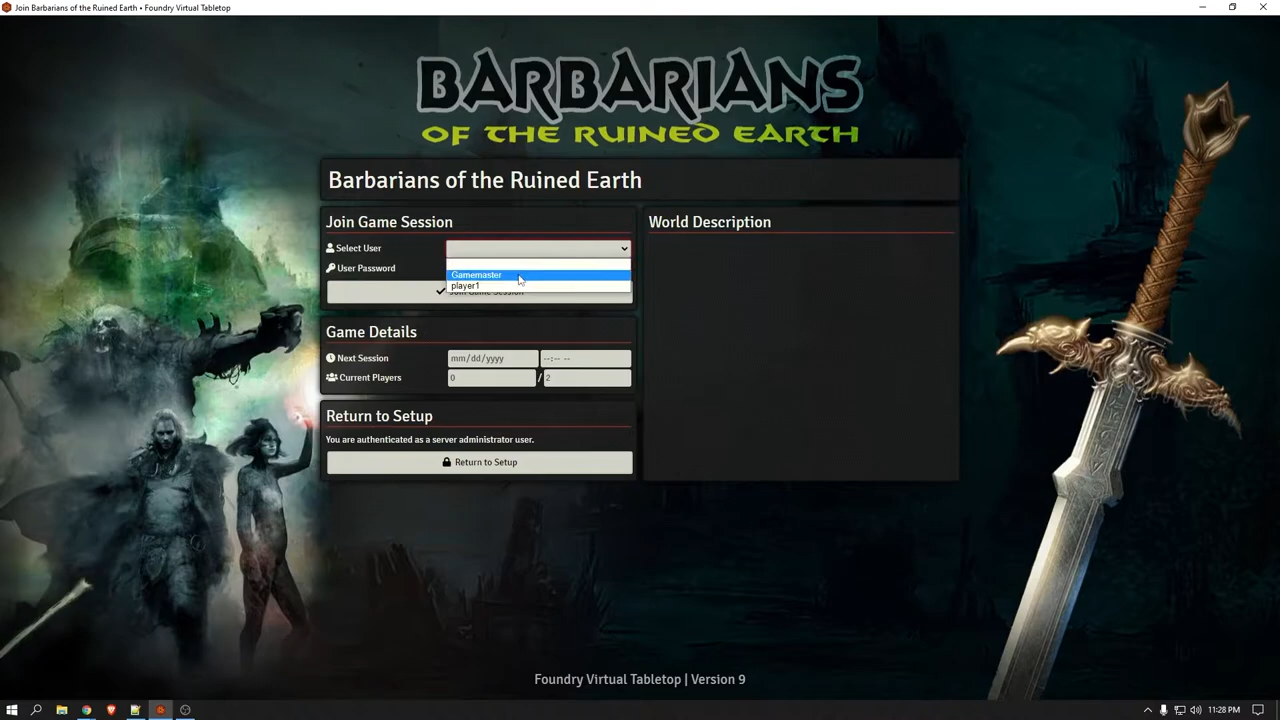 Join Barbarians of the Ruined Earth • Foundry Virtual Tabletop
BARBARIANS
OF THE RUINED EARTH
Barbarians of the Ruined Earth
Join Game Session
Select User
Gamemaster
player1
User Password
Join Game Session
Game Details
Next Session mm/dd/yyyy --:-- --
Current Players 0 / 2
Return to Setup
You are authenticated as a server administrator user.
Return to Setup
World Description
Foundry Virtual Tabletop | Version 9
11:28 PM